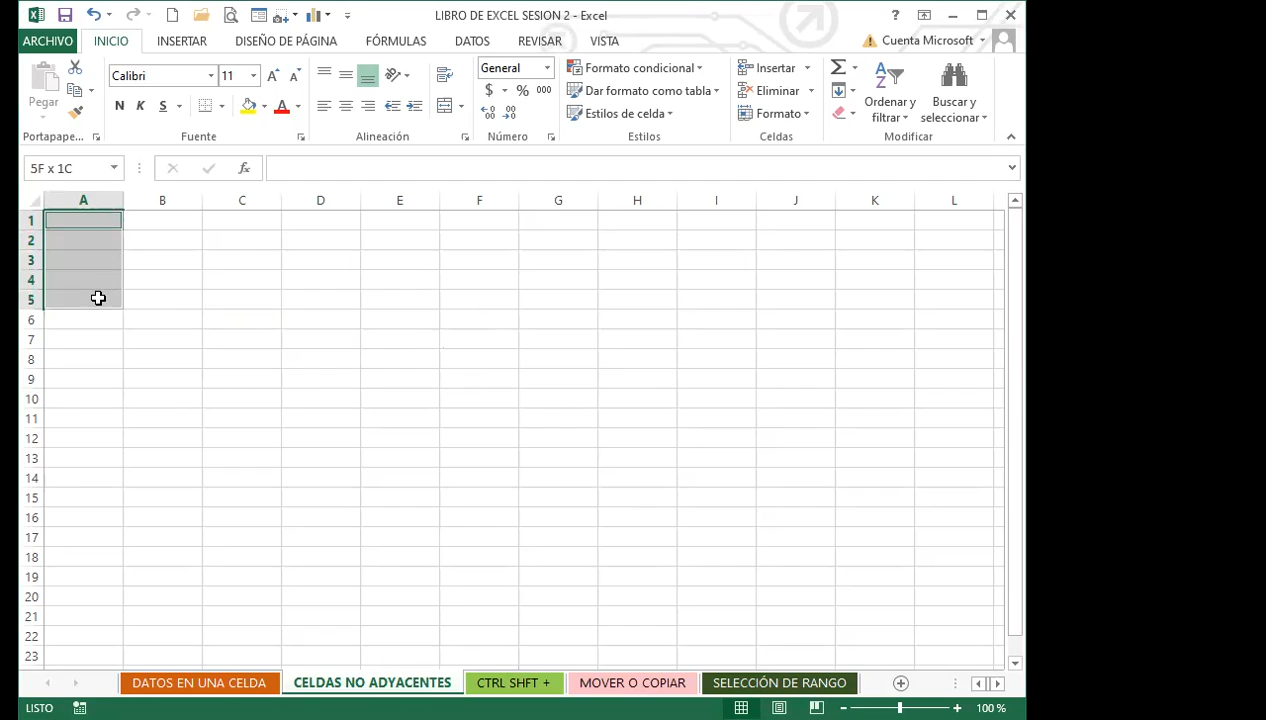 LIBRO DE EXCEL SESION 2 - Excel
?
ARCHIVO INICIO INSERTAR DISEÑO DE PÁGINA FÓRMULAS DATOS REVISAR VISTA Cuenta Microsoft
Pegar
Calibri 11
N K S
General
$ % 000
Formato condicional
Dar formato como tabla
Estilos de celda
Insertar
Eliminar
Formato
Ordenar y
filtrar
Buscar y
seleccionar
Portapape... Fuente Alineación Número Estilos Celdas Modificar
5F x 1C fx
A B C D E F G H I J K L
1
2
3
4
5
6
7
8
9
10
11
12
13
14
15
16
17
18
19
20
21
22
23
DATOS EN UNA CELDA CELDAS NO ADYACENTES CTRL SHFT + MOVER O COPIAR SELECCIÓN DE RANGO
LISTO 100 %